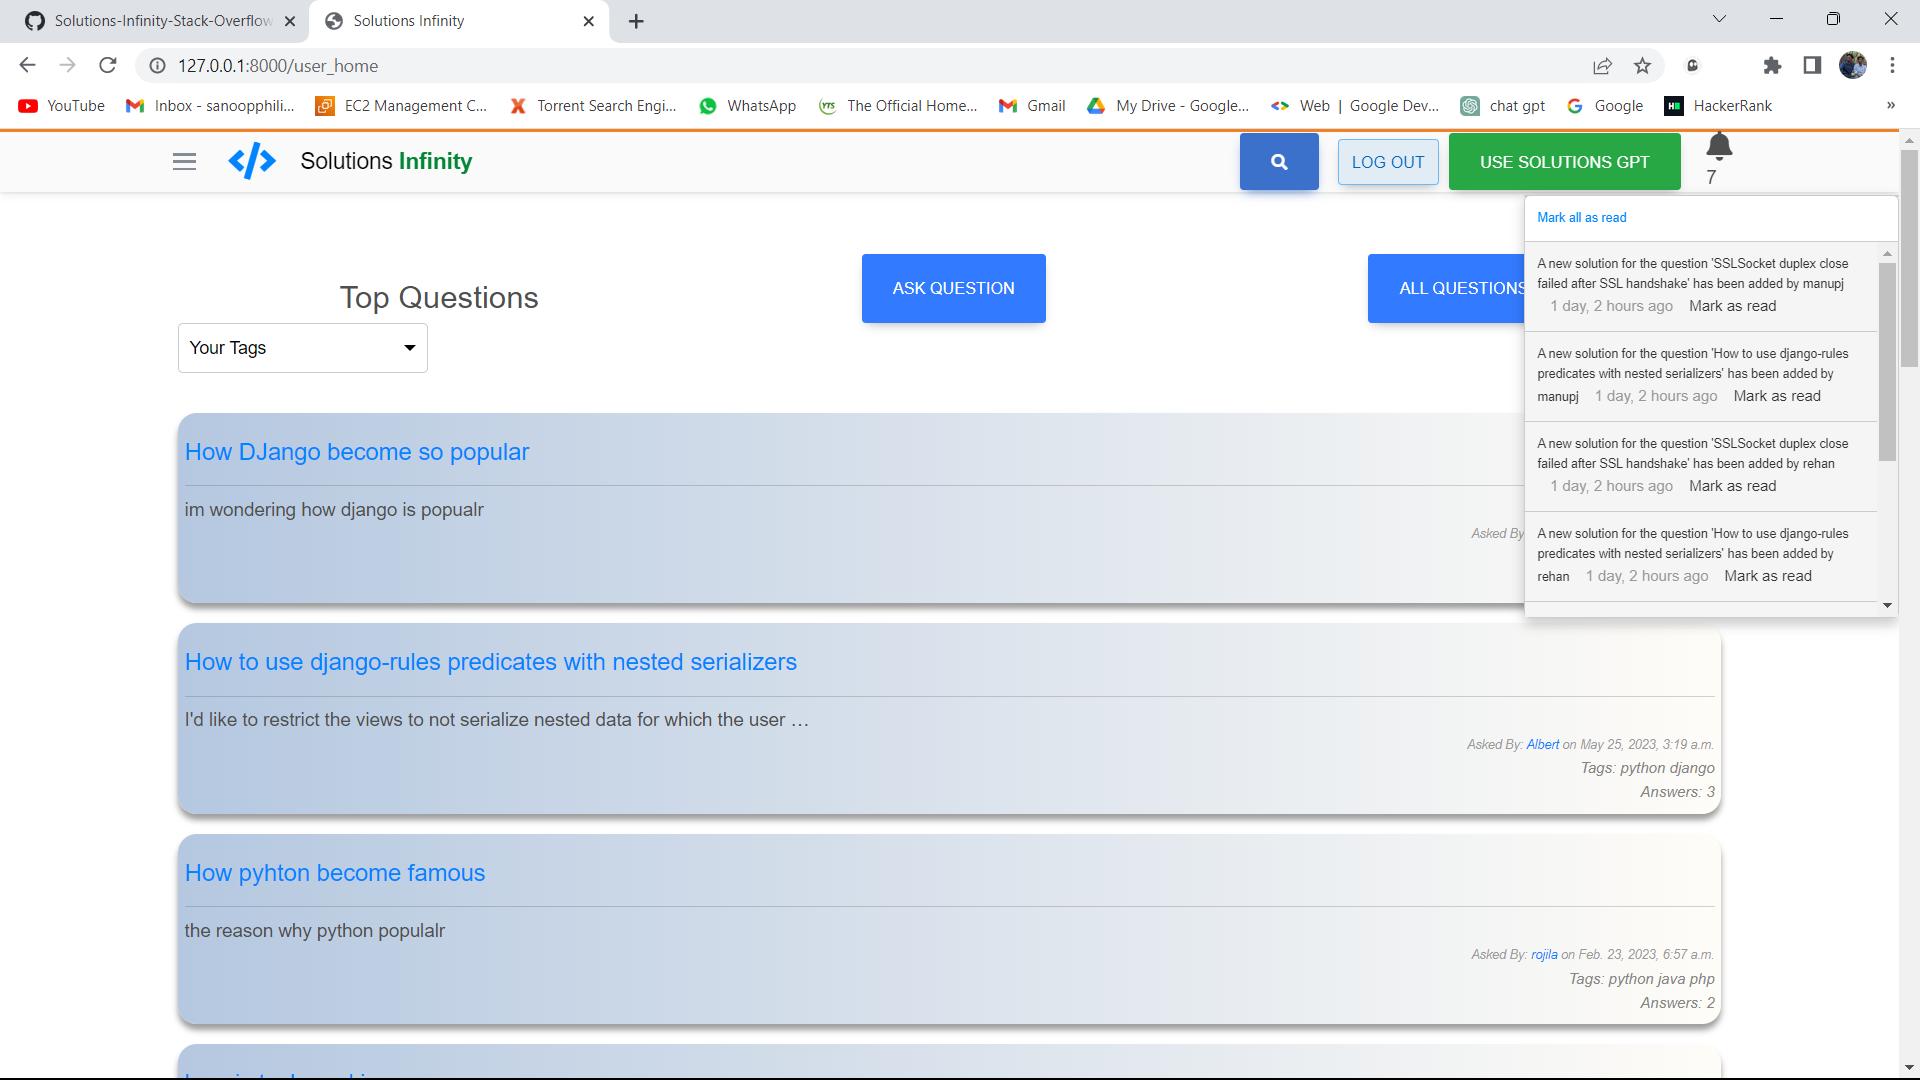 Solutions-Infinity-Stack-Overflow
Solutions Infinity
127.0.0.1:8000/user_home
YouTube
Inbox - sanoopphili...
EC2 Management C...
Torrent Search Engi...
WhatsApp
The Official Home...
Gmail
My Drive - Google...
Web | Google Dev...
chat gpt
Google
HackerRank
»
Solutions Infinity
LOG OUT
USE SOLUTIONS GPT
7
Mark all as read
A new solution for the question 'SSLSocket duplex close
failed after SSL handshake' has been added by manupj
1 day, 2 hours ago Mark as read
A new solution for the question 'How to use django-rules
predicates with nested serializers' has been added by
manupj 1 day, 2 hours ago Mark as read
A new solution for the question 'SSLSocket duplex close
failed after SSL handshake' has been added by rehan
1 day, 2 hours ago Mark as read
A new solution for the question 'How to use django-rules
predicates with nested serializers' has been added by
rehan 1 day, 2 hours ago Mark as read
Top Questions
ASK QUESTION
ALL QUESTIONS
Your Tags
How DJango become so popular
im wondering how django is popualr
Asked By
How to use django-rules predicates with nested serializers
I'd like to restrict the views to not serialize nested data for which the user …
Asked By: Albert on May 25, 2023, 3:19 a.m.
Tags: python django
Answers: 3
How pyhton become famous
the reason why python populalr
Asked By: rojila on Feb. 23, 2023, 6:57 a.m.
Tags: python java php
Answers: 2